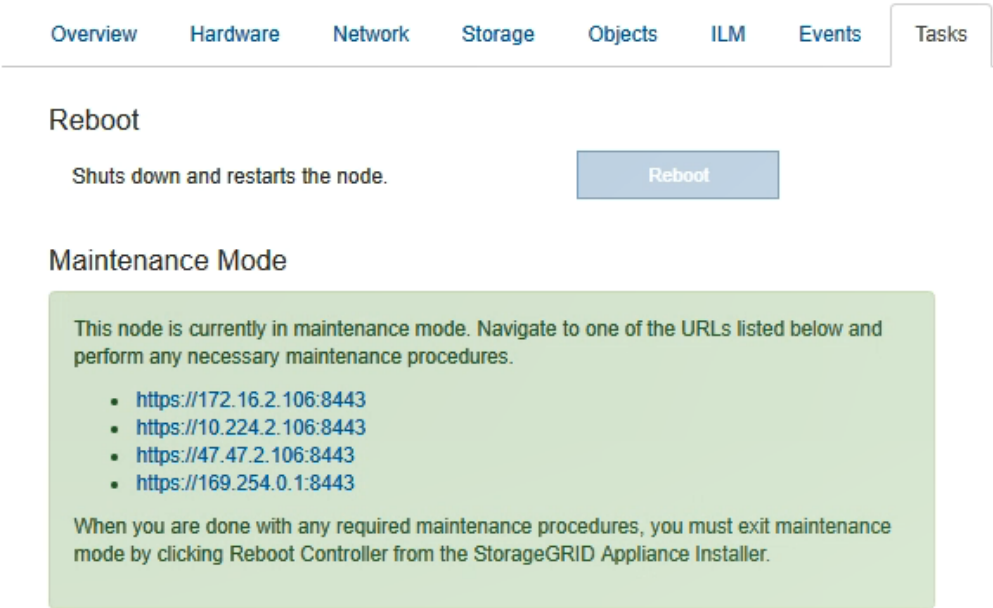 Overview Hardware Network Storage Objects ILM Events Tasks
Reboot
Shuts down and restarts the node. Reboot
Maintenance Mode
This node is currently in maintenance mode. Navigate to one of the URLs listed below and
perform any necessary maintenance procedures.
• https://172.16.2.106:8443
• https://10.224.2.106:8443
• https://47.47.2.106:8443
• https://169.254.0.1:8443
When you are done with any required maintenance procedures, you must exit maintenance
mode by clicking Reboot Controller from the StorageGRID Appliance Installer.